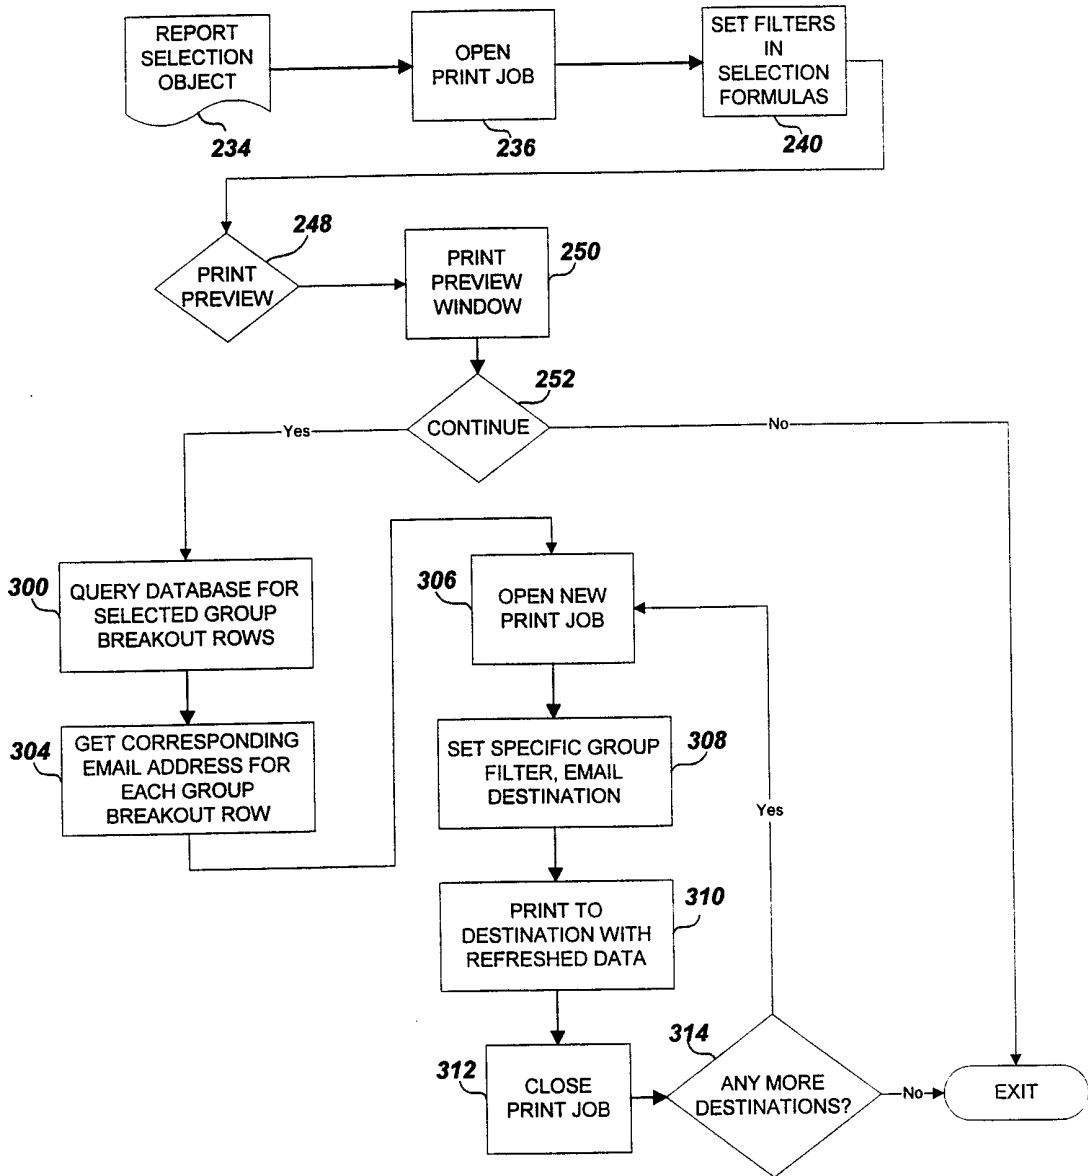 REPORT
SELECTION
OBJECT
234
OPEN
PRINT JOB
236
SET FILTERS
IN
SELECTION
FORMULAS
240
PRINT
PREVIEW
248
PRINT
PREVIEW
WINDOW
250
CONTINUE
252
Yes
No
300
QUERY DATABASE FOR
SELECTED GROUP
BREAKOUT ROWS
304
GET CORRESPONDING
EMAIL ADDRESS FOR
EACH GROUP
BREAKOUT ROW
306
OPEN NEW
PRINT JOB
SET SPECIFIC GROUP
FILTER, EMAIL
DESTINATION
308
PRINT TO
DESTINATION WITH
REFRESHED DATA
310
312
CLOSE
PRINT JOB
314
ANY MORE
DESTINATIONS?
Yes
No
EXIT